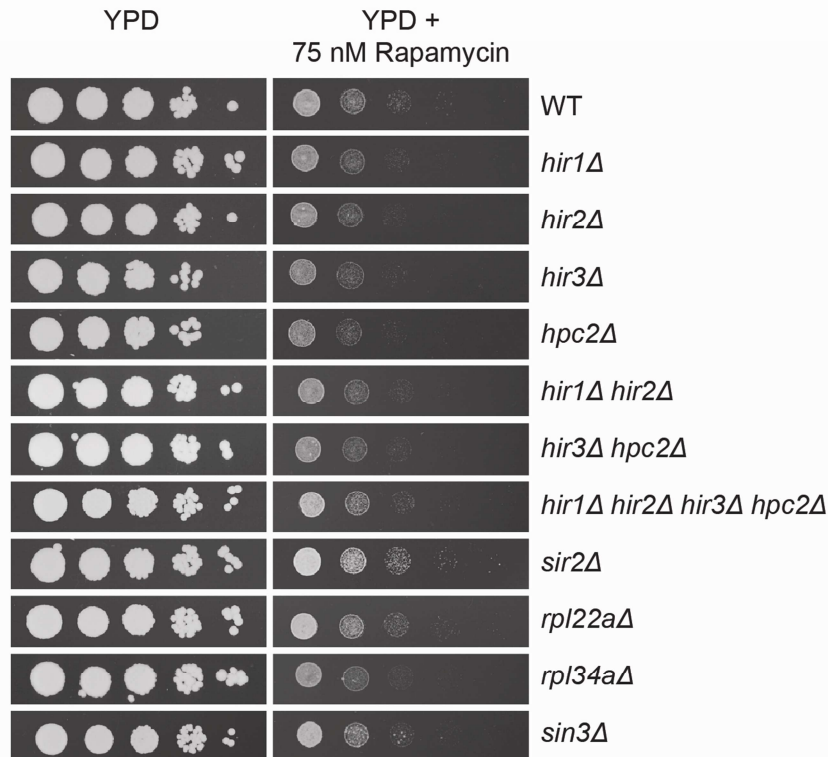 YPD
YPD +
75 nM Rapamycin
WT
hir1Δ
hir2Δ
hir3Δ
hpc2Δ
hir1Δ hir2Δ
hir3Δ hpc2Δ
hir1Δ hir2Δ hir3Δ hpc2Δ
sir2Δ
rpl22aΔ
rpl34aΔ
sin3Δ